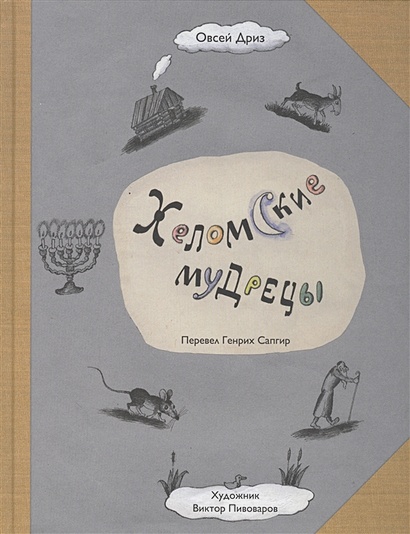 Овсей Дриз
Хеломские
мудрецы
Перевел Генрих Сапгир
Художник
Виктор Пивоваров